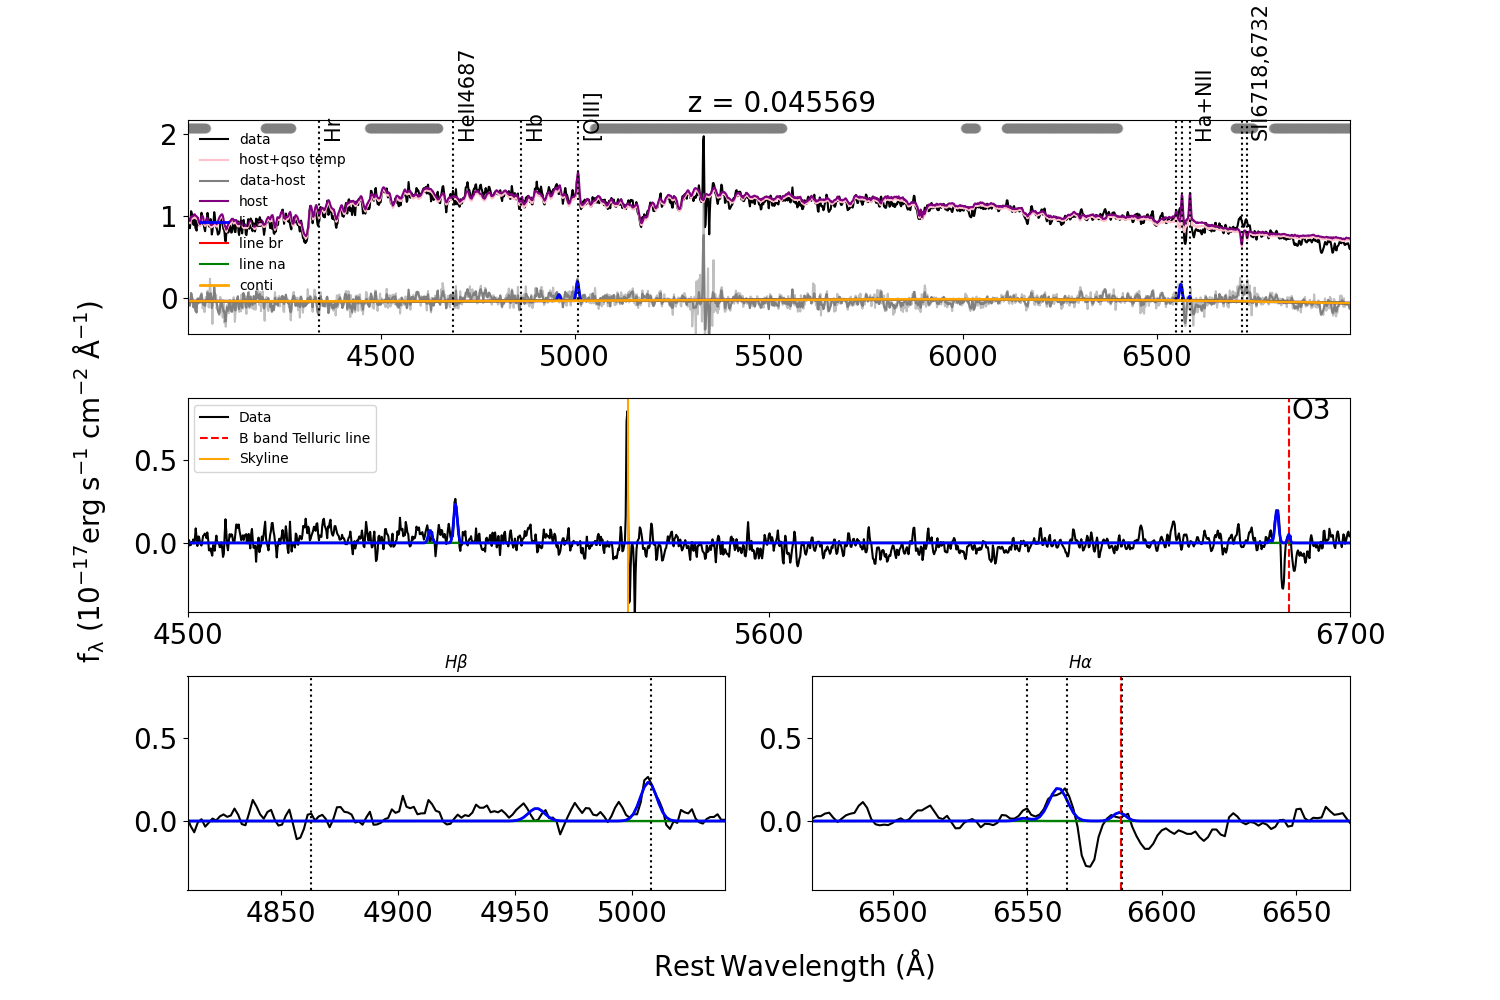 z = 0.045569
Hr
HeII4687
Hb
[OIII]
Ha+NII
SII6718,6732
data
host+qso temp
data-host
host
line
line br
line na
conti
2
1
0
4500
5000
5500
6000
6500
fλ (10⁻¹⁷erg s⁻¹ cm⁻² Å⁻¹)
Data
B band Telluric line
Skyline
O3
0.5
0.0
4500
5600
6700
Hβ
0.5
0.0
4850
4900
4950
5000
Hα
0.5
0.0
6500
6550
6600
6650
Rest Wavelength (Å)